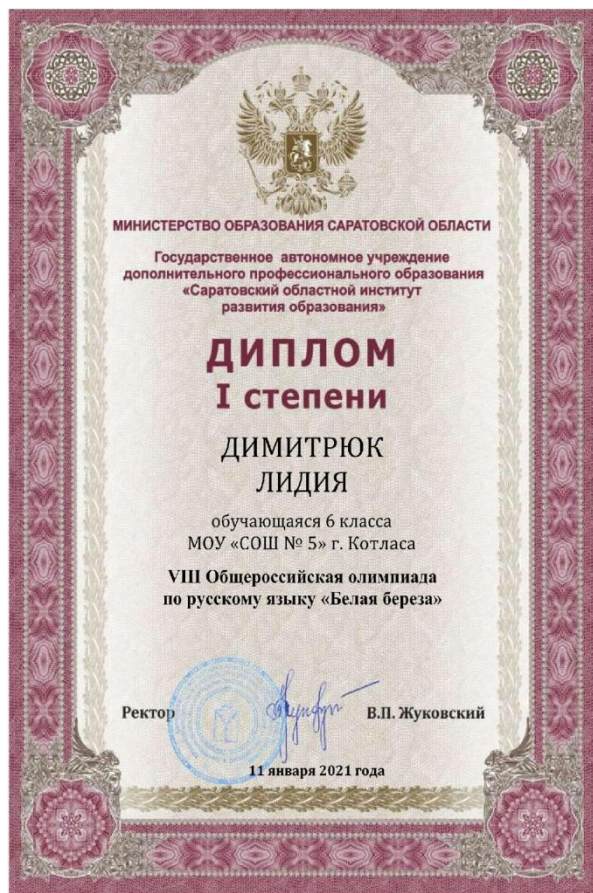 МИНИСТЕРСТВО ОБРАЗОВАНИЯ САРАТОВСКОЙ ОБЛАСТИ
Государственное автономное учреждение
дополнительного профессионального образования
«Саратовский областной институт
развития образования»
ДИПЛОМ
I степени
ДИМИТРЮК
ЛИДИЯ
обучающаяся 6 класса
МОУ «СОШ № 5» г. Котласа
VIII Общероссийская олимпиада
по русскому языку «Белая береза»
Ректор В.П. Жуковский
11 января 2021 года